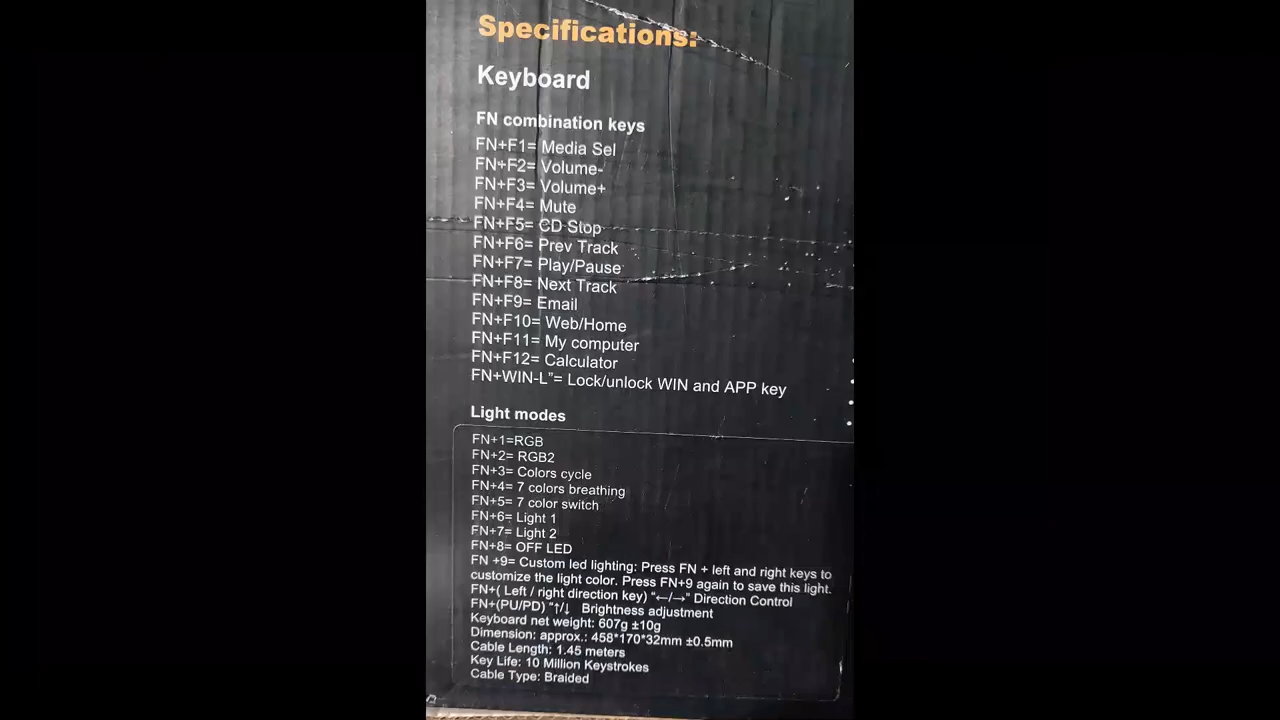 Specifications:
Keyboard
FN combination keys
FN+F1= Media Sel
FN+F2= Volume-
FN+F3= Volume+
FN+F4= Mute
FN+F5= CD Stop
FN+F6= Prev Track
FN+F7= Play/Pause
FN+F8= Next Track
FN+F9= Email
FN+F10= Web/Home
FN+F11= My computer
FN+F12= Calculator
FN+WIN-L”= Lock/unlock WIN and APP key
Light modes
FN+1=RGB
FN+2= RGB2
FN+3= Colors cycle
FN+4= 7 colors breathing
FN+5= 7 color switch
FN+6= Light 1
FN+7= Light 2
FN+8= OFF LED
FN +9= Custom led lighting: Press FN + left and right keys to
customize the light color. Press FN+9 again to save this light.
FN+( Left / right direction key) “←/→” Direction Control
FN+(PU/PD) “↑/↓ Brightness adjustment
Keyboard net weight: 607g ±10g
Dimension: approx.: 458*170*32mm ±0.5mm
Cable Length: 1.45 meters
Key Life: 10 Million Keystrokes
Cable Type: Braided